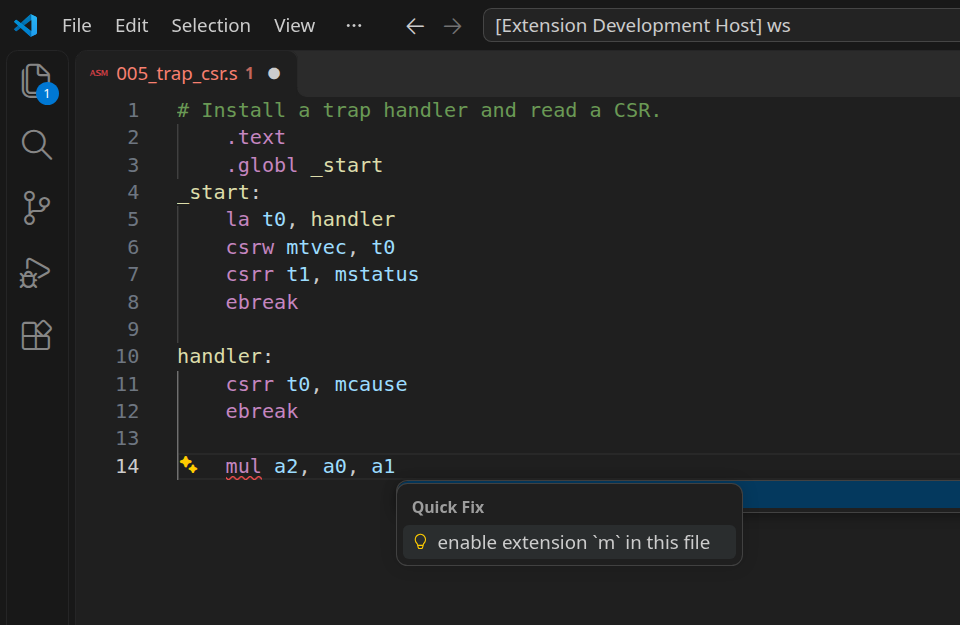 File Edit Selection View ··· ← → [Extension Development Host] ws
1
ASM 005_trap_csr.s 1 ●
1 # Install a trap handler and read a CSR.
2 .text
3 .globl _start
4 _start:
5 la t0, handler
6 csrw mtvec, t0
7 csrr t1, mstatus
8 ebreak
9
10 handler:
11 csrr t0, mcause
12 ebreak
13
14 mul a2, a0, a1
Quick Fix
enable extension `m` in this file